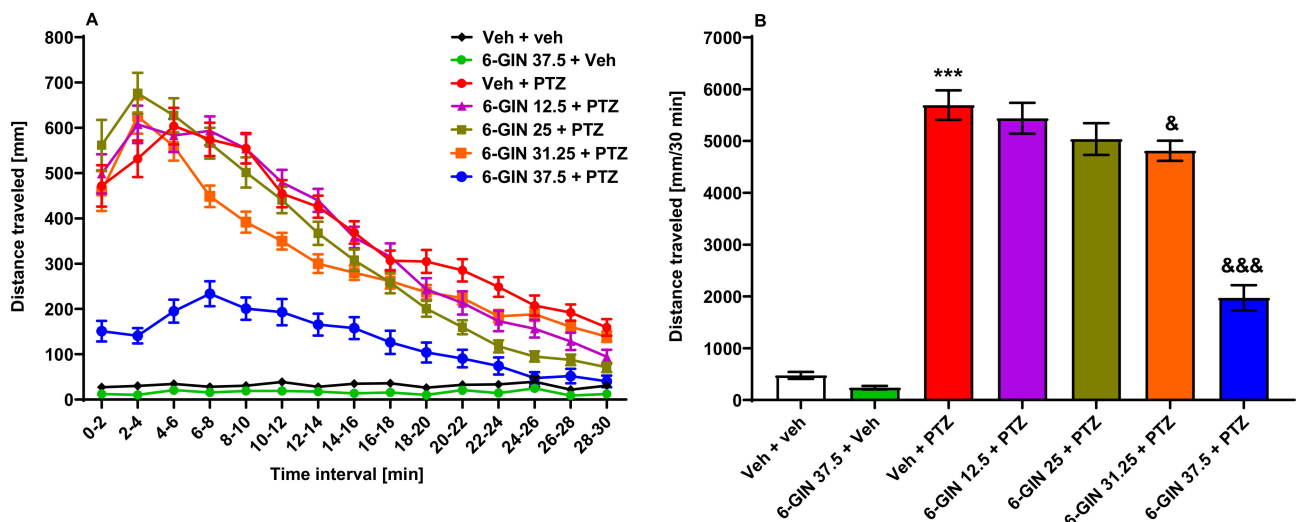 A
Distance traveled [mm]
800
700
600
500
400
300
200
100
0
0-2
2-4
4-6
6-8
8-10
10-12
12-14
14-16
16-18
18-20
20-22
22-24
24-26
26-28
28-30
Time interval [min]
Veh + veh
6-GIN 37.5 + Veh
Veh + PTZ
6-GIN 12.5 + PTZ
6-GIN 25 + PTZ
6-GIN 31.25 + PTZ
6-GIN 37.5 + PTZ
B
Distance traveled [mm/30 min]
7000
6000
5000
4000
3000
2000
1000
0
***
&
&&&
Veh + veh
6-GIN 37.5 + Veh
Veh + PTZ
6-GIN 12.5 + PTZ
6-GIN 25 + PTZ
6-GIN 31.25 + PTZ
6-GIN 37.5 + PTZ